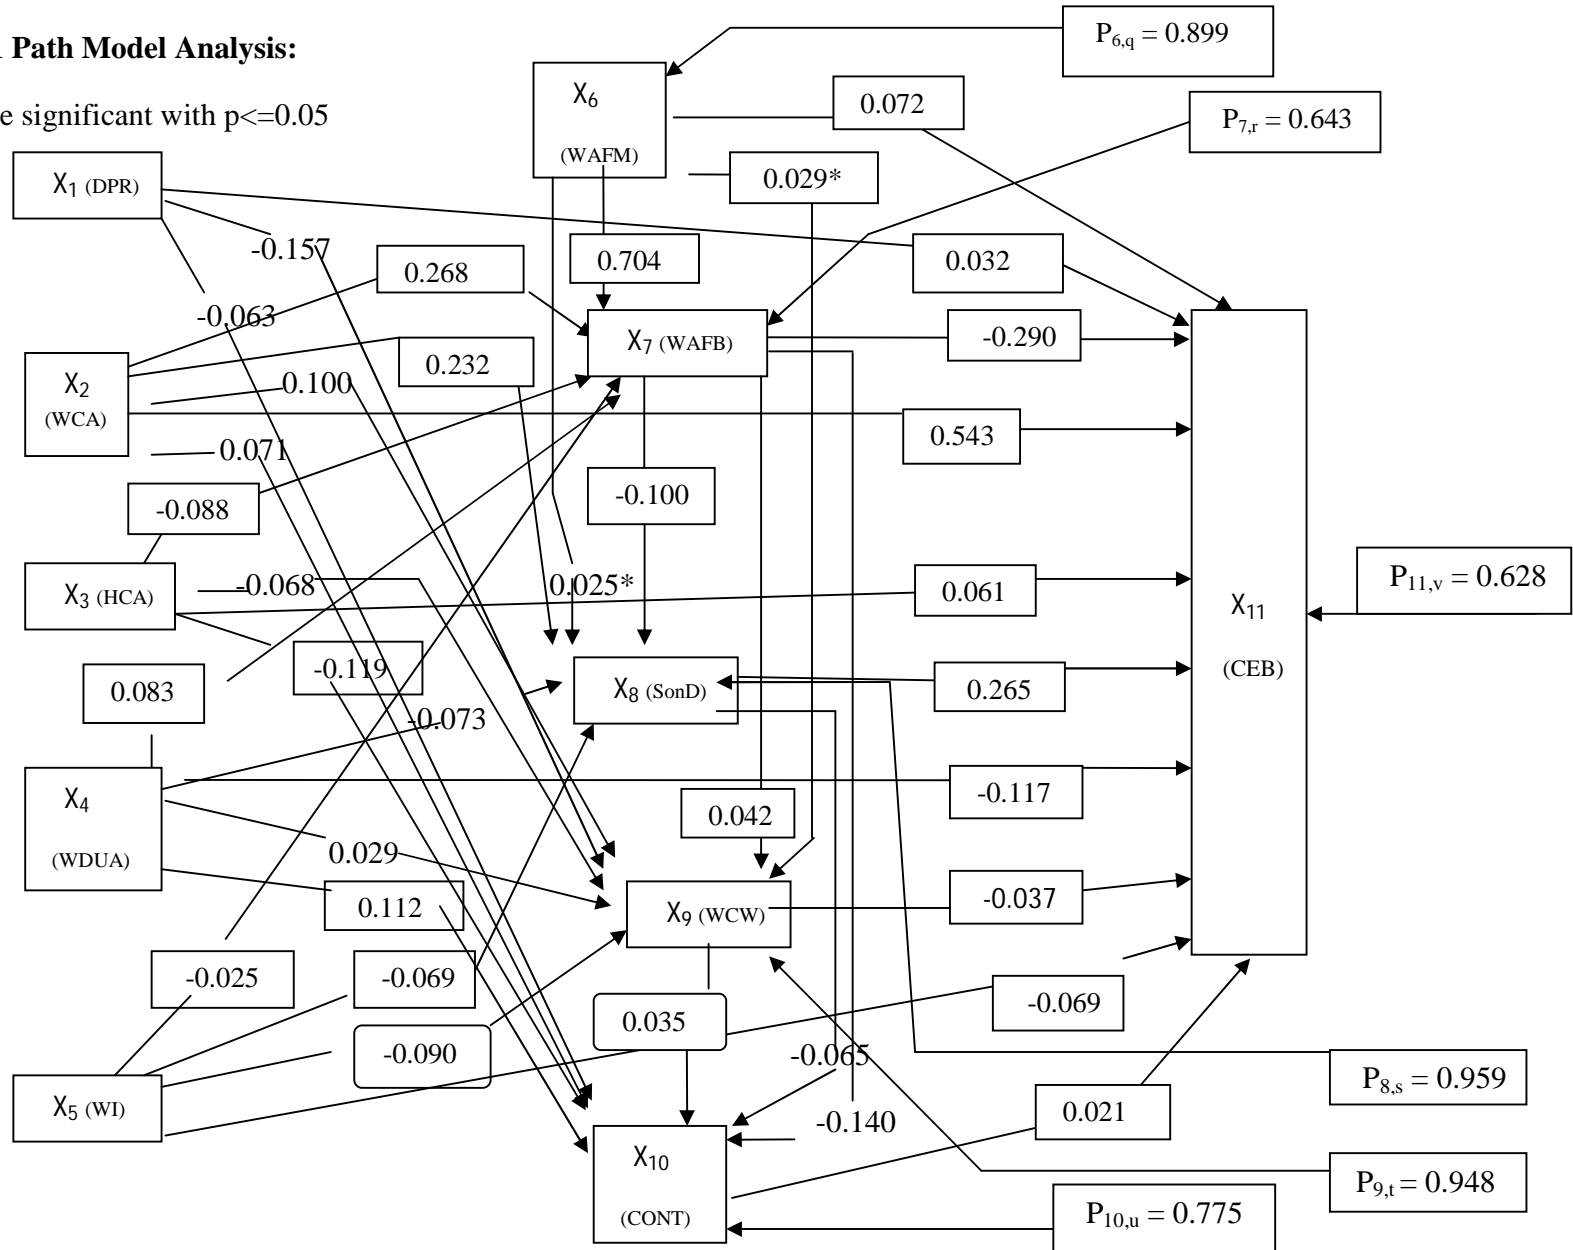 Path Model Analysis:
e significant with p<=0.05
P6,q = 0.899
X6
(WAFM)
0.072
P7,r = 0.643
X1 (DPR)
0.029*
-0.157
0.268
0.704
0.032
-0.063
X7 (WAFB)
-0.290
0.232
X2
(WCA)
0.100
0.543
0.071
-0.088
-0.100
X3 (HCA)
-0.068
0.025*
0.061
P11,v = 0.628
X11
(CEB)
-0.119
0.083
X8 (SonD)
0.265
-0.073
X4
(WDUA)
-0.117
0.042
0.029
0.112
X9 (WCW)
-0.037
-0.025
-0.069
-0.069
0.035
-0.090
-0.065
P8,s = 0.959
X5 (WI)
0.021
-0.140
X10
(CONT)
P9,t = 0.948
P10,u = 0.775